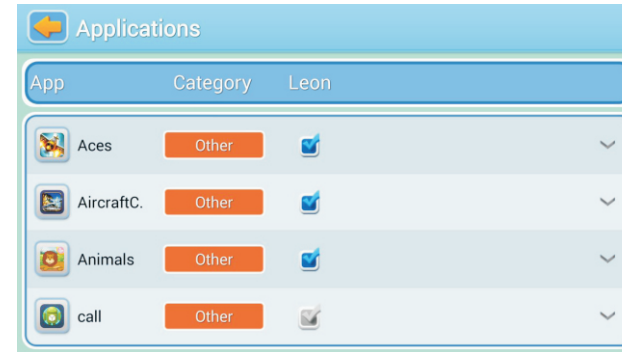 Applications
App Category Leon
Aces Other
AircraftC. Other
Animals Other
call Other